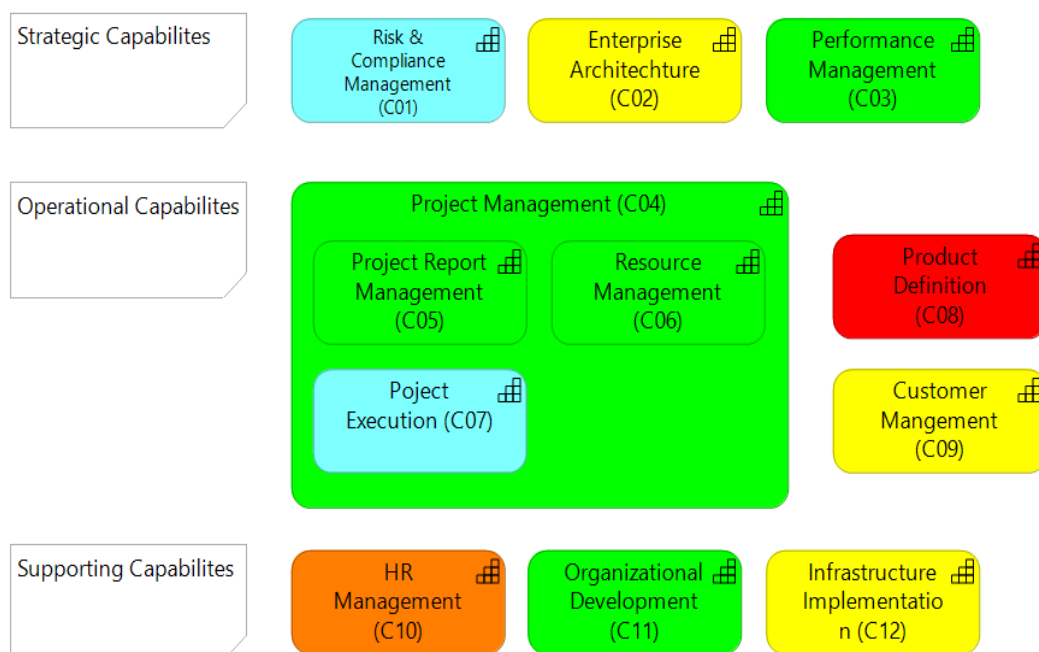 Strategic Capabilites
Risk &
Compliance
Management
(C01)
Enterprise
Architechture
(C02)
Performance
Management
(C03)
Operational Capabilites
Project Management (C04)
Project Report
Management
(C05)
Resource
Management
(C06)
Poject
Execution (C07)
Product
Definition
(C08)
Customer
Mangement
(C09)
Supporting Capabilites
HR
Management
(C10)
Organizational
Development
(C11)
Infrastructure
Implementatio
n (C12)